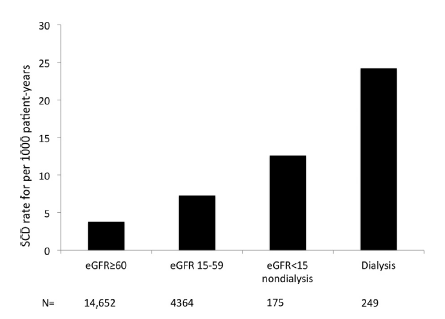 30
25
20
15
10
5
0
SCD rate for per 1000 patient-years
eGFR≥60
eGFR 15-59
eGFR<15
nondialysis
Dialysis
N= 14,652 4364 175 249